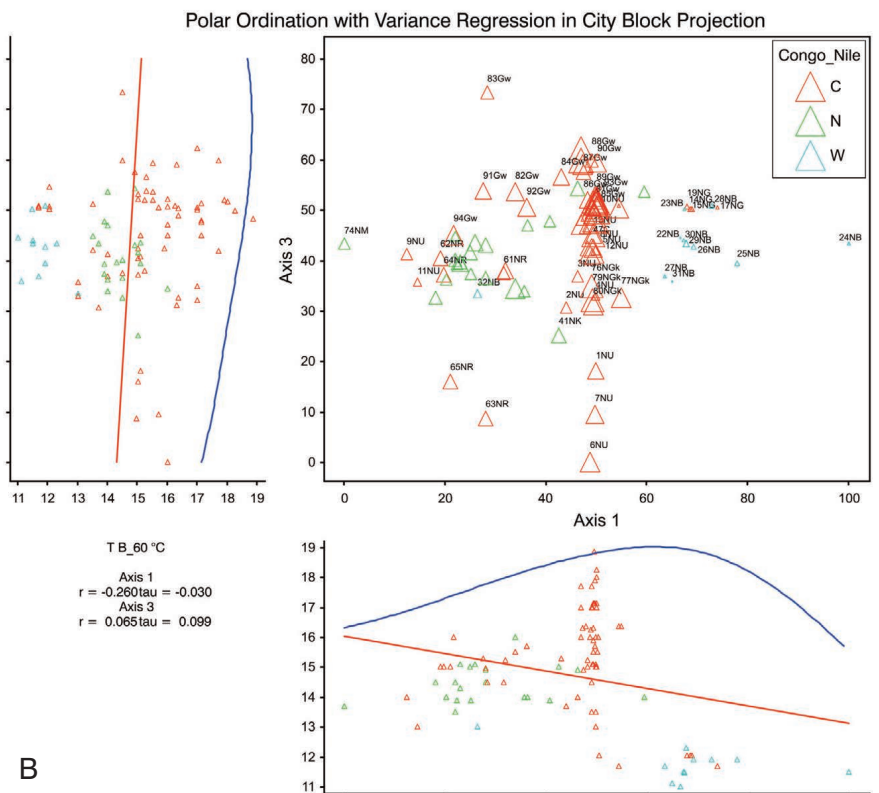 Polar Ordination with Variance Regression in City Block Projection
Congo_Nile
C
N
W
80
70
60
50
40
30
20
10
0
Axis 3
83Gw
88Gw
90Gw
84Gw
87Gw
91Gw
82Gw
89Gw
86Gw
92Gw
94Gw
74NM
9NU
62NR
64NR
61NR
11NU
32NB
12NU
3NU
76NGk
79NGk
4NU
77NGk
80NGk
2NU
41NK
1NU
65NR
7NU
63NR
6NU
19NG
14NG
28NB
23NB
15NG
17NG
22NB
30NB
29NB
26NB
24NB
25NB
27NB
31NB
11 12 13 14 15 16 17 18 19
0 20 40 60 80 100
Axis 1
T B_60 °C
Axis 1
r = -0.260tau = -0.030
Axis 3
r = 0.065tau = 0.099
19
18
17
16
15
14
13
12
11
B